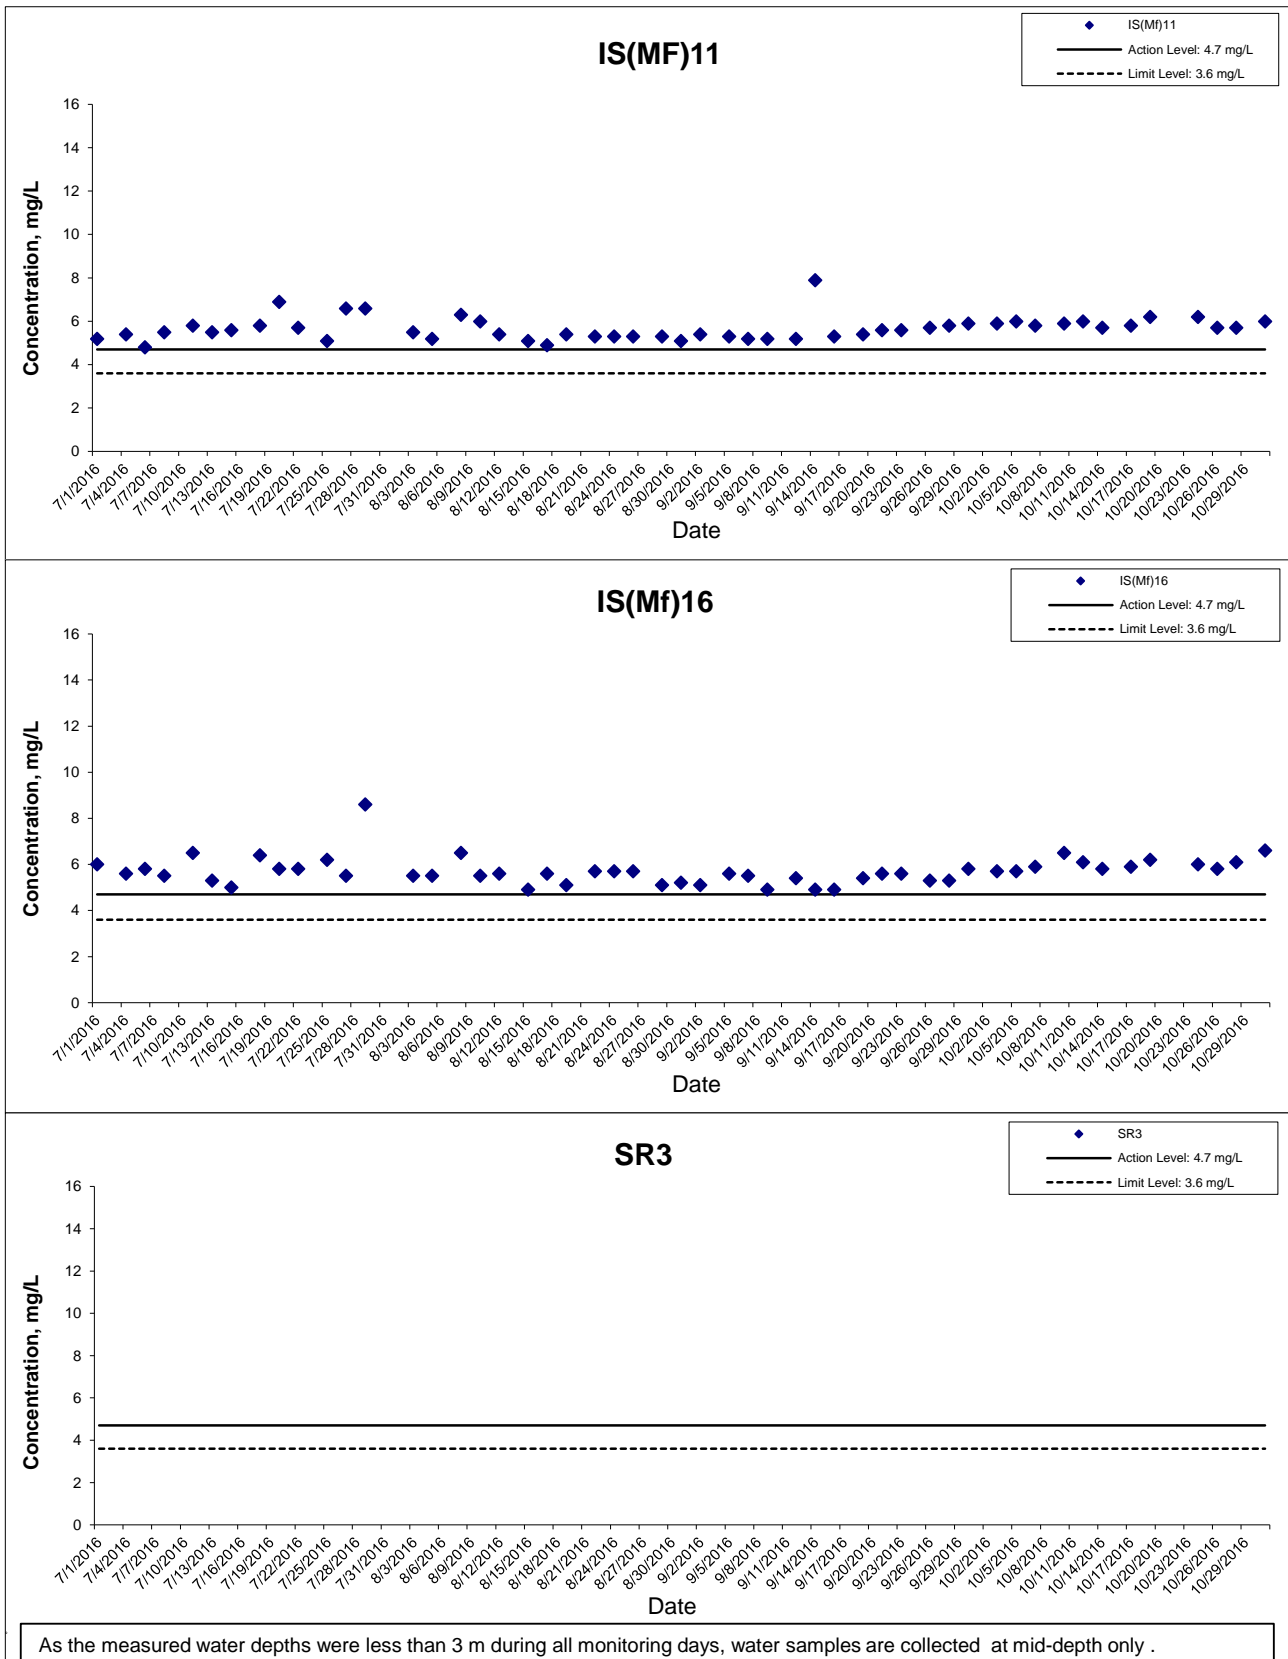 IS(MF)11
IS(Mf)11
Action Level: 4.7 mg/L
Limit Level: 3.6 mg/L
Concentration, mg/L
16
14
12
10
8
6
4
2
0
7/1/2016 7/4/2016 7/7/2016 7/10/2016 7/13/2016 7/16/2016 7/19/2016 7/22/2016 7/25/2016 7/28/2016 7/31/2016 8/3/2016 8/6/2016 8/9/2016 8/12/2016 8/15/2016 8/18/2016 8/21/2016 8/24/2016 8/27/2016 8/30/2016 9/2/2016 9/5/2016 9/8/2016 9/11/2016 9/14/2016 9/17/2016 9/20/2016 9/23/2016 9/26/2016 9/29/2016 10/2/2016 10/5/2016 10/8/2016 10/11/2016 10/14/2016 10/17/2016 10/20/2016 10/23/2016 10/26/2016 10/29/2016
Date
IS(Mf)16
IS(Mf)16
Action Level: 4.7 mg/L
Limit Level: 3.6 mg/L
Concentration, mg/L
16
14
12
10
8
6
4
2
0
7/1/2016 7/4/2016 7/7/2016 7/10/2016 7/13/2016 7/16/2016 7/19/2016 7/22/2016 7/25/2016 7/28/2016 7/31/2016 8/3/2016 8/6/2016 8/9/2016 8/12/2016 8/15/2016 8/18/2016 8/21/2016 8/24/2016 8/27/2016 8/30/2016 9/2/2016 9/5/2016 9/8/2016 9/11/2016 9/14/2016 9/17/2016 9/20/2016 9/23/2016 9/26/2016 9/29/2016 10/2/2016 10/5/2016 10/8/2016 10/11/2016 10/14/2016 10/17/2016 10/20/2016 10/23/2016 10/26/2016 10/29/2016
Date
SR3
SR3
Action Level: 4.7 mg/L
Limit Level: 3.6 mg/L
Concentration, mg/L
16
14
12
10
8
6
4
2
0
7/1/2016 7/4/2016 7/7/2016 7/10/2016 7/13/2016 7/16/2016 7/19/2016 7/22/2016 7/25/2016 7/28/2016 7/31/2016 8/3/2016 8/6/2016 8/9/2016 8/12/2016 8/15/2016 8/18/2016 8/21/2016 8/24/2016 8/27/2016 8/30/2016 9/2/2016 9/5/2016 9/8/2016 9/11/2016 9/14/2016 9/17/2016 9/20/2016 9/23/2016 9/26/2016 9/29/2016 10/2/2016 10/5/2016 10/8/2016 10/11/2016 10/14/2016 10/17/2016 10/20/2016 10/23/2016 10/26/2016 10/29/2016
Date
As the measured water depths were less than 3 m during all monitoring days, water samples are collected at mid-depth only .